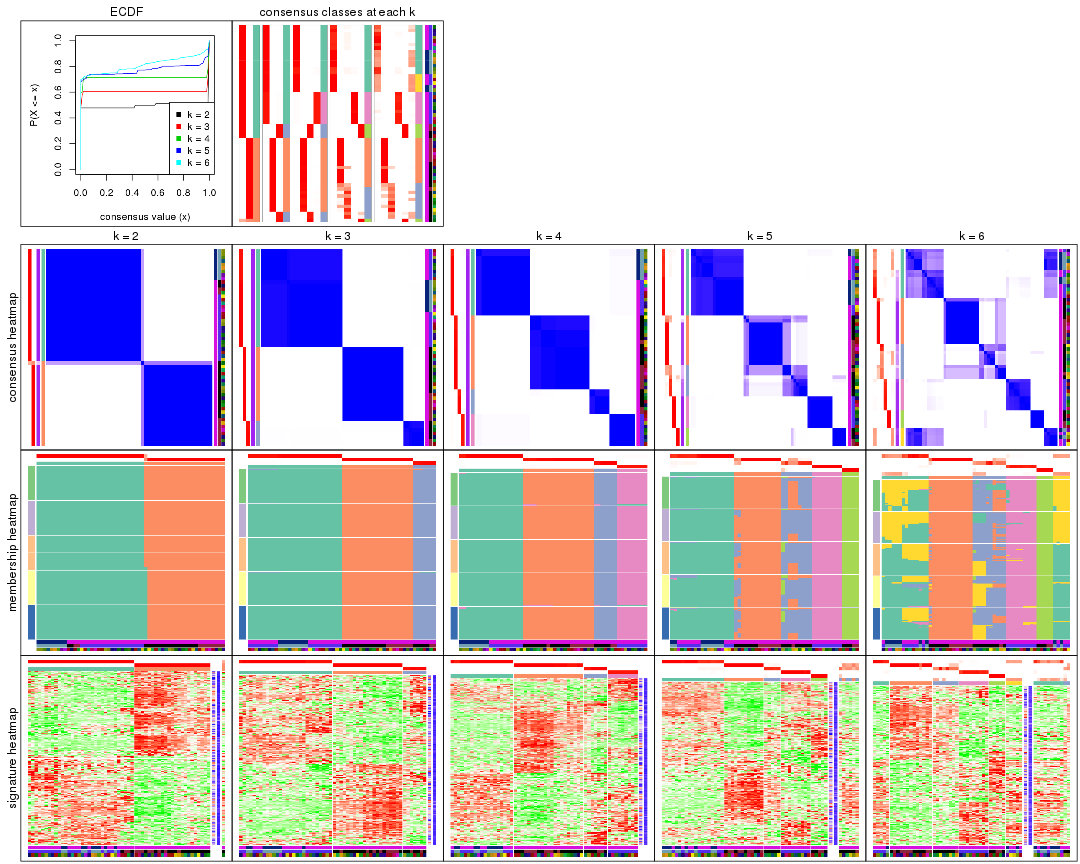 ECDF
consensus classes at each k
P(X <= x)
0.0
0.2
0.4
0.6
0.8
1.0
k = 2
k = 3
k = 4
k = 5
k = 6
0.0 0.2 0.4 0.6 0.8 1.0
consensus value (x)
k = 2
k = 3
k = 4
k = 5
k = 6
consensus heatmap
membership heatmap
signature heatmap